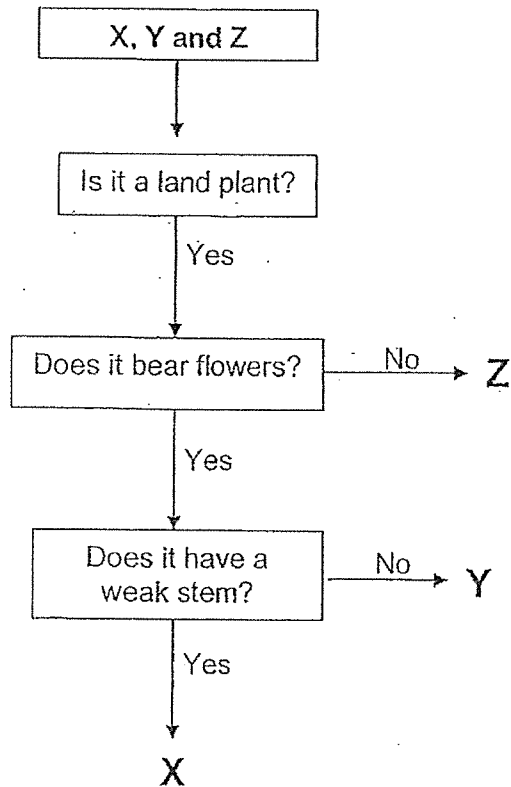 X, Y and Z
Is it a land plant?
Yes
Does it bear flowers?
No
Z
Yes
Does it have a
weak stem?
No
Y
Yes
X